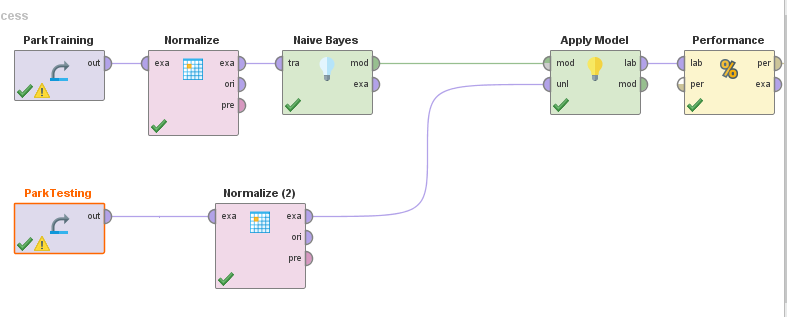 cess
ParkTraining
Normalize
Naive Bayes
Apply Model
Performance
out
exa
exa
tra
mod
mod
lab
lab
per
ori
exa
unl
mod
per
exa
pre
%
ParkTesting
Normalize (2)
out
exa
exa
ori
pre